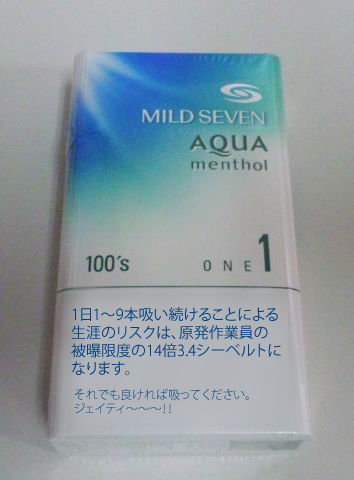 MILD SEVEN
AQUA
menthol
100's ONE 1
1日1～9本吸い続けることによる
生涯のリスクは、原発作業員の
被曝限度の14倍3.4シーベルトに
なります。
それでも良ければ吸ってください。
ジェイティ～～～!!